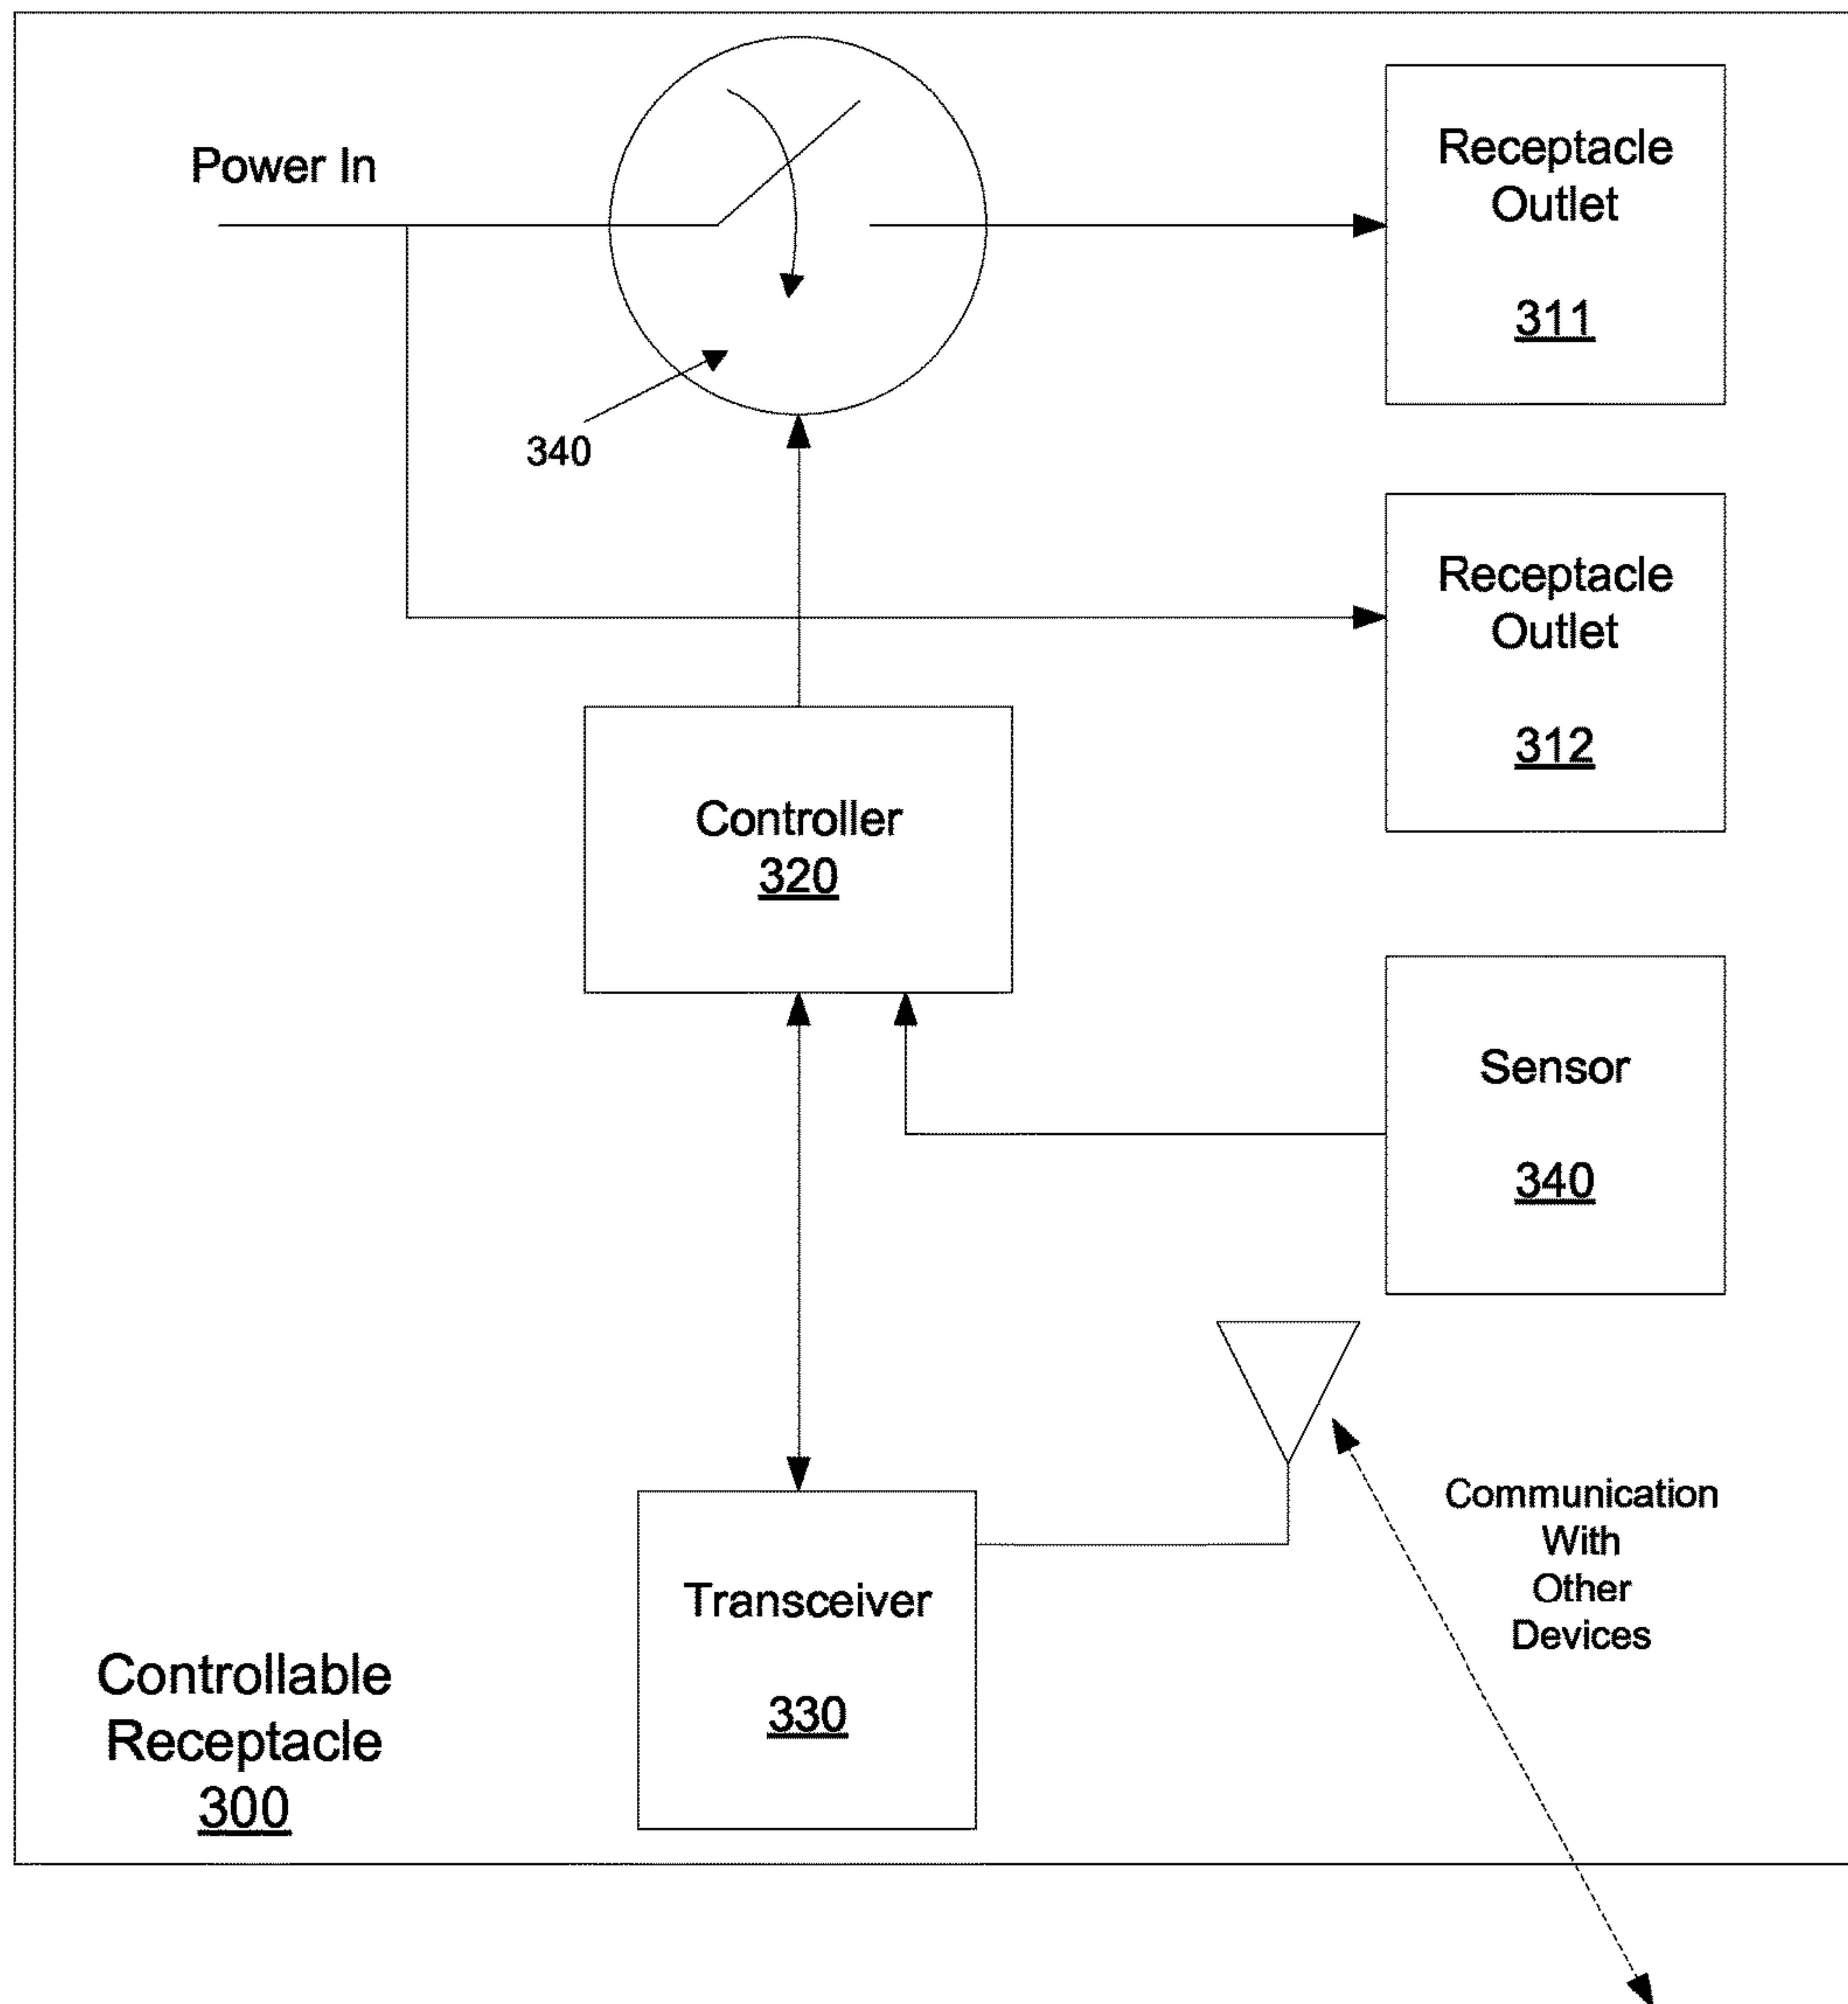 Power In
Receptacle
Outlet
311
340
Receptacle
Outlet
312
Controller
320
Sensor
340
Communication
With
Other
Devices
Transceiver
330
Controllable
Receptacle
300